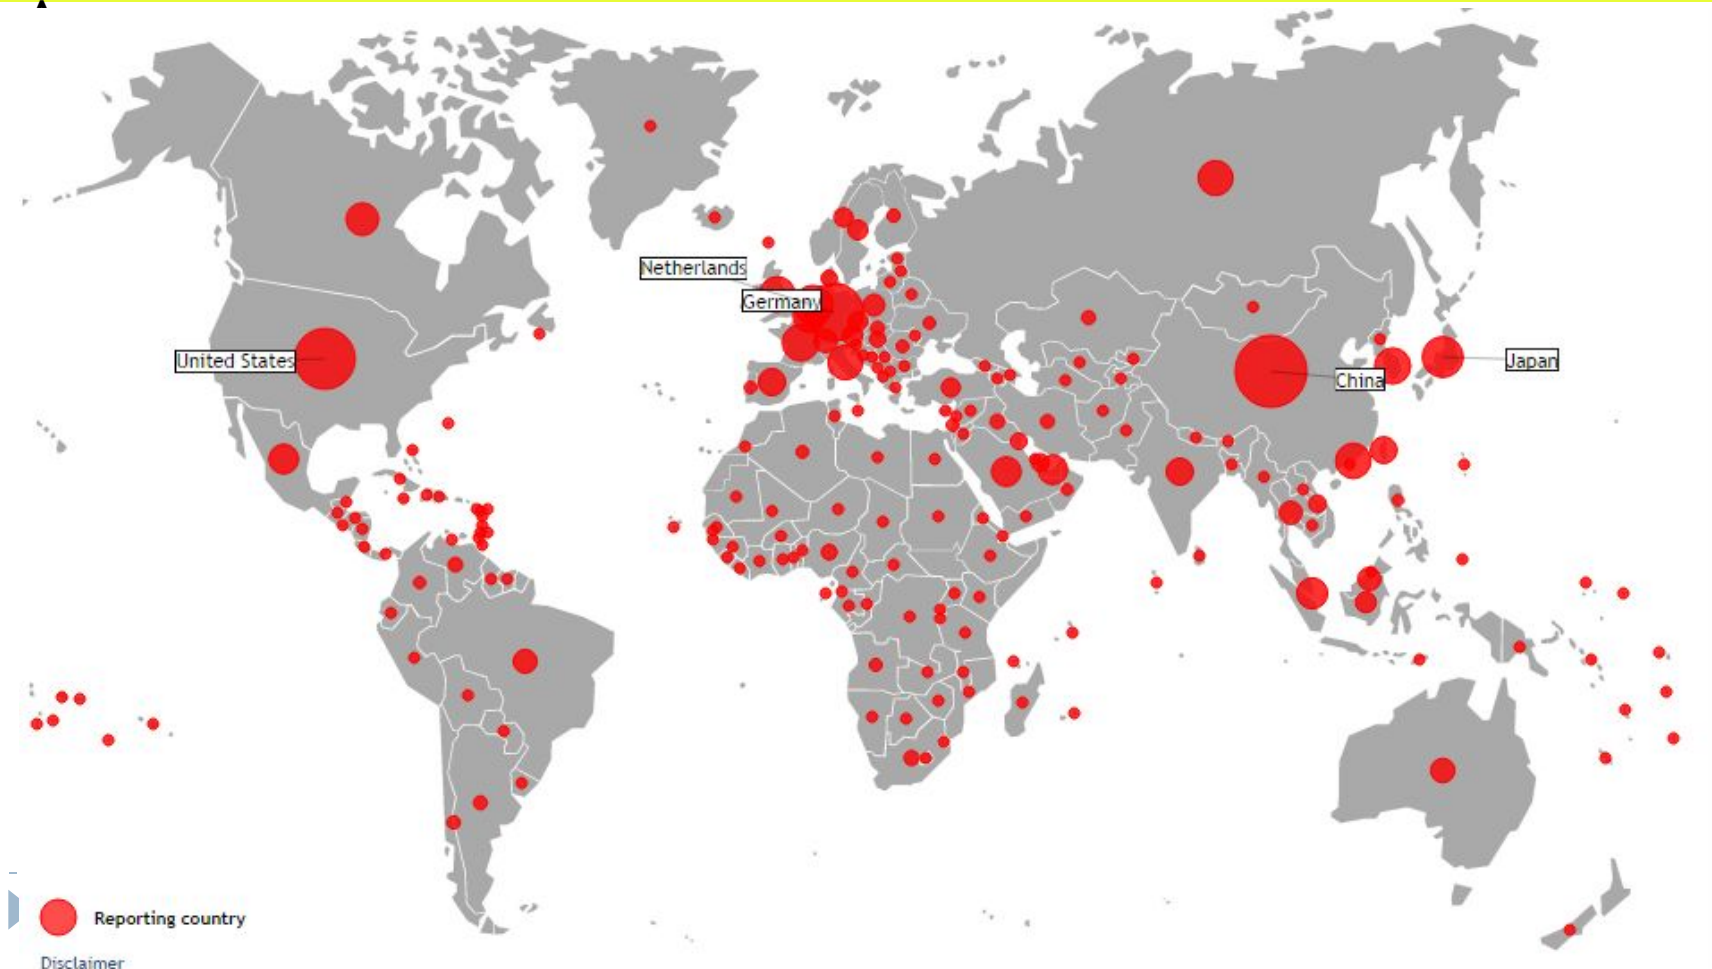 Netherlands
Germany
United States
China
Japan
Reporting country
Disclaimer